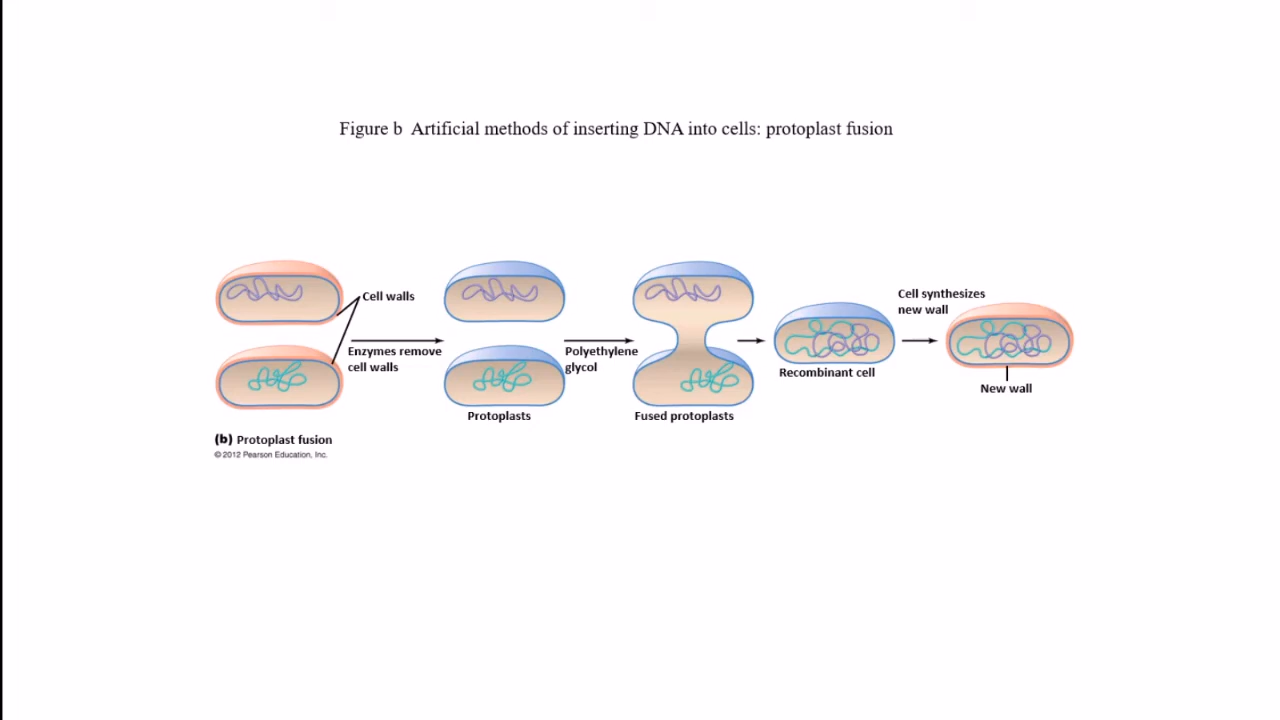 Figure b  Artificial methods of inserting DNA into cells: protoplast fusion
Cell walls
Enzymes remove
cell walls
Protoplasts
Polyethylene
glycol
Fused protoplasts
Recombinant cell
Cell synthesizes
new wall
New wall
(b) Protoplast fusion
© 2012 Pearson Education, Inc.